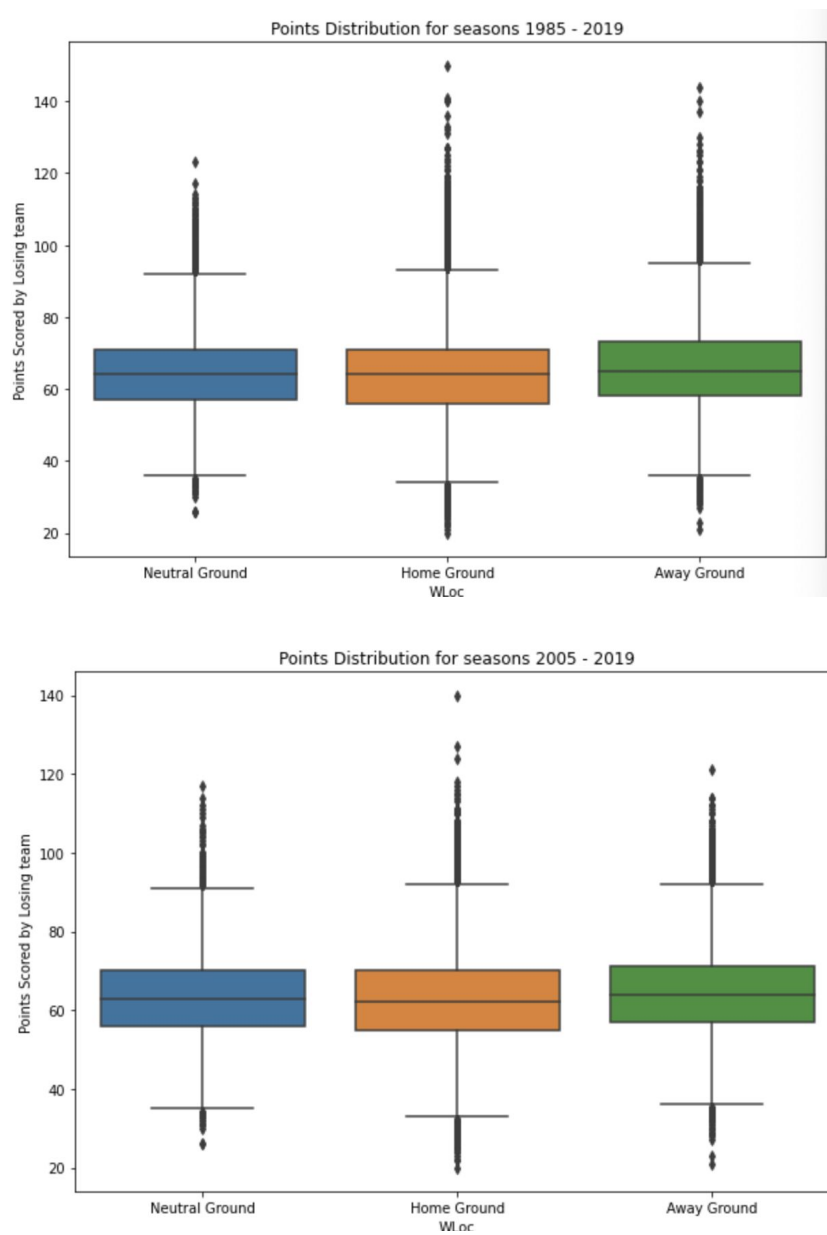 Points Distribution for seasons 1985 - 2019
140
120
100
80
60
40
20
Points Scored by Losing team
Neutral Ground
Home Ground
Away Ground
WLoc
Points Distribution for seasons 2005 - 2019
140
120
100
80
60
40
20
Points Scored by Losing team
Neutral Ground
Home Ground
Away Ground
WLoc